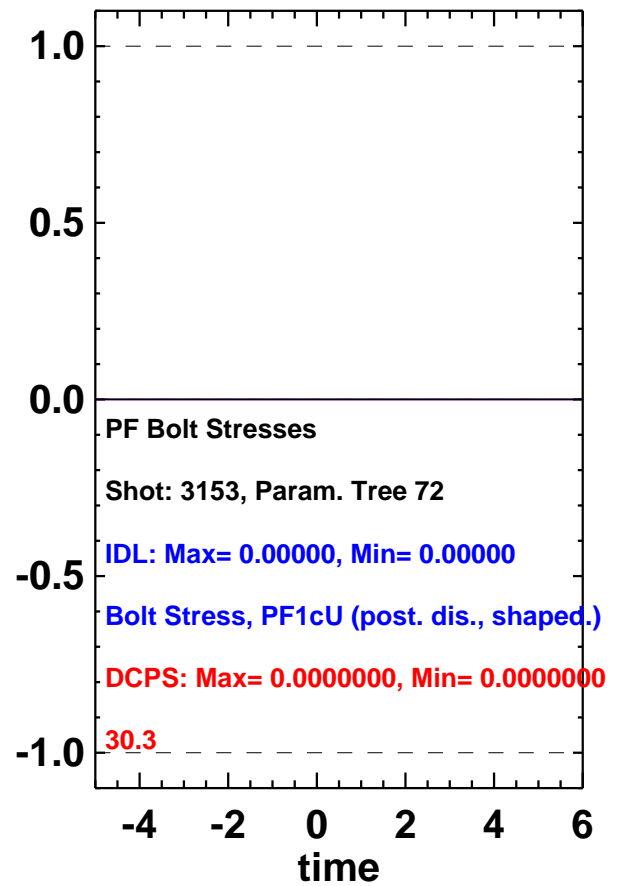 1.0
0.5
0.0
PF Bolt Stresses
Shot: 3153, Param. Tree 72
IDL: Max= 0.00000, Min= 0.00000
-0.5
Bolt Stress, PF1cU (post. dis., shaped.)
DCPS: Max= 0.0000000, Min= 0.0000000
30.3
-1.0
-4 -2 0 2 4 6
time